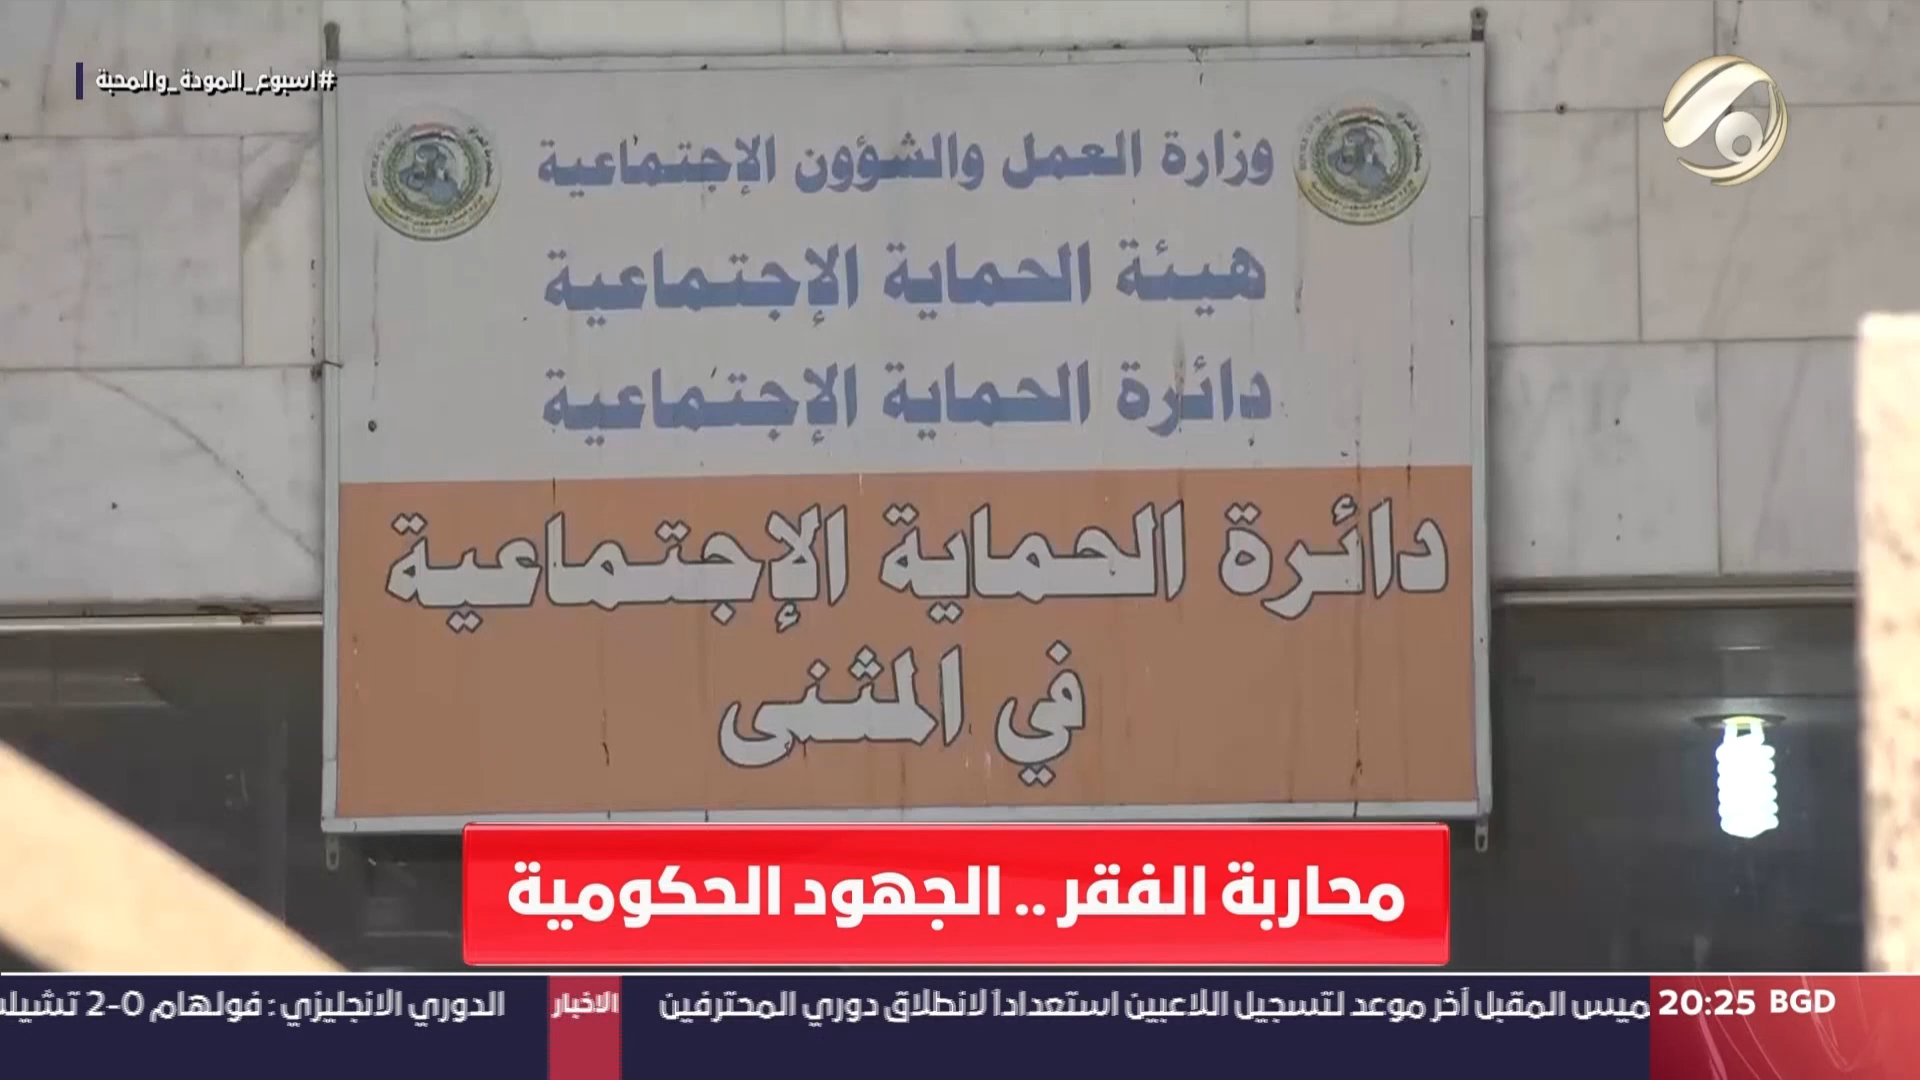 #اسبوع_المودة_والمحبة
وزارة العمل والشؤون الإجتماعية
هيئة الحماية الإجتماعية
دائرة الحماية الإجتماعية
دائرة الحماية الإجتماعية
في المثنى
محاربة الفقر .. الجهود الحكومية
20:25 BGD
ميس المقبل آخر موعد لتسجيل اللاعبين استعداداً لانطلاق دوري المحترفين
الاخبار
الدوري الانجليزي : فولهام 0-2 تشيلس